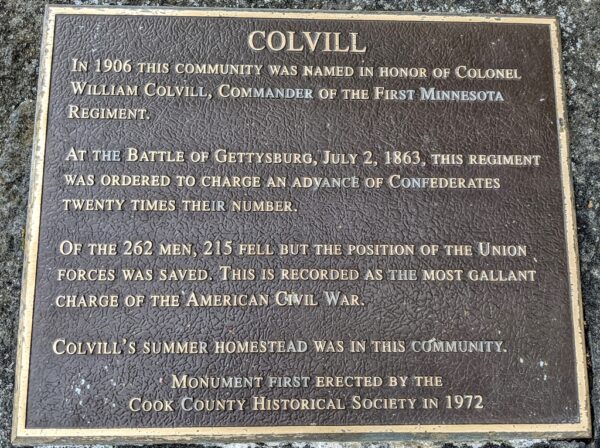 COLVILL
IN 1906 THIS COMMUNITY WAS NAMED IN HONOR OF COLONEL
WILLIAM COLVILL, COMMANDER OF THE FIRST MINNESOTA
REGIMENT.
AT THE BATTLE OF GETTYSBURG, JULY 2, 1863, THIS REGIMENT
WAS ORDERED TO CHARGE AN ADVANCE OF CONFEDERATES
TWENTY TIMES THEIR NUMBER.
OF THE 262 MEN, 215 FELL BUT THE POSITION OF THE UNION
FORCES WAS SAVED. THIS IS RECORDED AS THE MOST GALLANT
CHARGE OF THE AMERICAN CIVIL WAR.
COLVILL'S SUMMER HOMESTEAD WAS IN THIS COMMUNITY.
MONUMENT FIRST ERECTED BY THE
COOK COUNTY HISTORICAL SOCIETY IN 1972